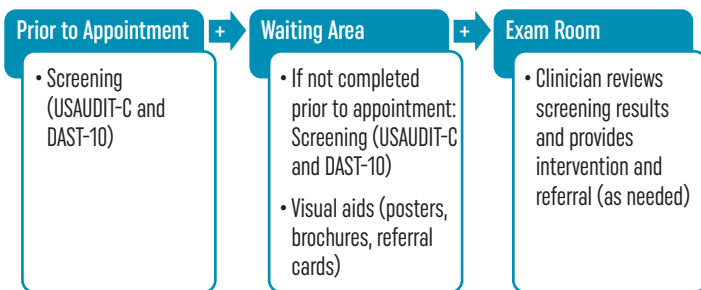 Prior to Appointment
+
Waiting Area
+
Exam Room
• Screening
(USAUDIT-C and
DAST-10)
• If not completed
prior to appointment:
Screening (USAUDIT-C
and DAST-10)
• Visual aids (posters,
brochures, referral
cards)
• Clinician reviews
screening results
and provides
intervention and
referral (as needed)